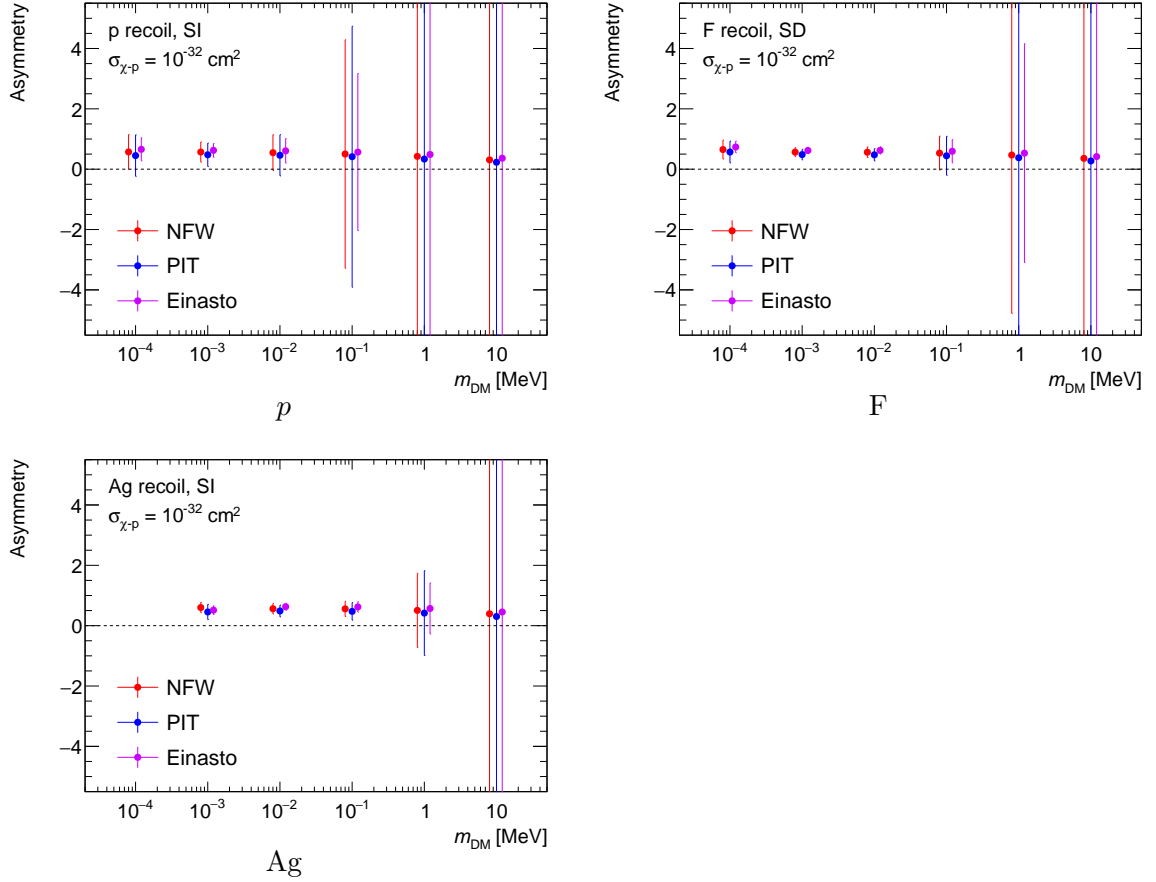 Asymmetry
p recoil, SI
σχ-p = 10⁻³² cm²
4
2
0
−2
−4
NFW
PIT
Einasto
10⁻⁴ 10⁻³ 10⁻² 10⁻¹ 1 10
mDM [MeV]
p
Asymmetry
F recoil, SD
σχ-p = 10⁻³² cm²
4
2
0
−2
−4
NFW
PIT
Einasto
10⁻⁴ 10⁻³ 10⁻² 10⁻¹ 1 10
mDM [MeV]
F
Asymmetry
Ag recoil, SI
σχ-p = 10⁻³² cm²
4
2
0
−2
−4
NFW
PIT
Einasto
10⁻⁴ 10⁻³ 10⁻² 10⁻¹ 1 10
mDM [MeV]
Ag